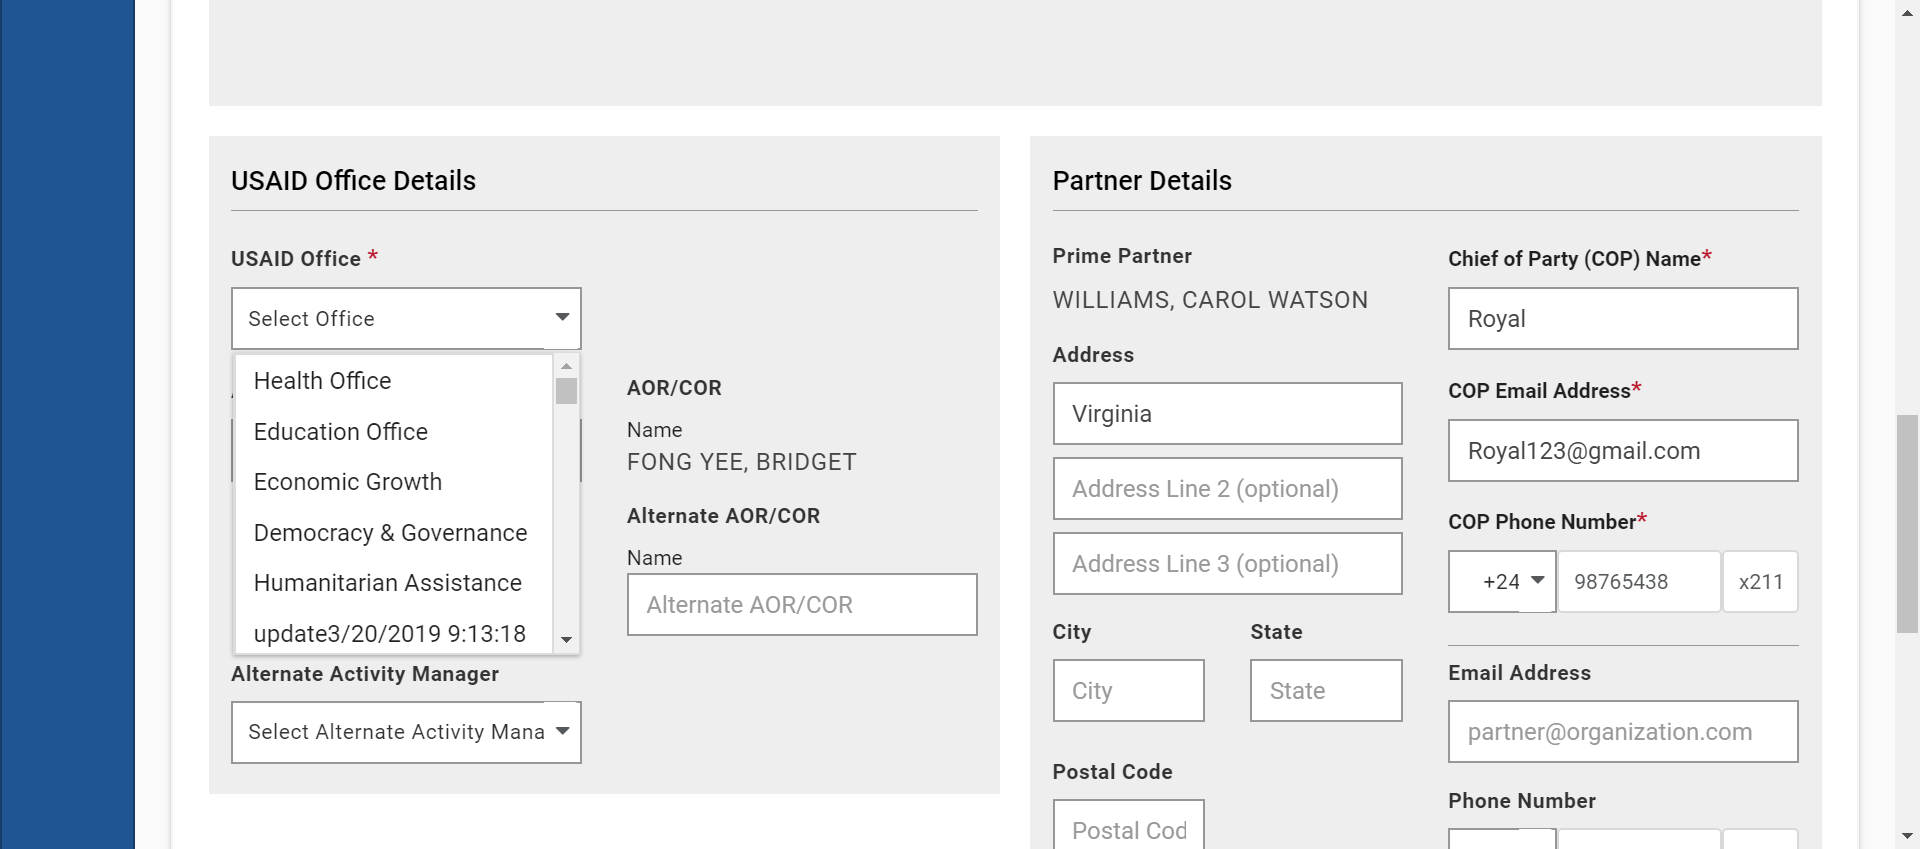 USAID Office Details
USAID Office *
Select Office
Health Office
Education Office
Economic Growth
Democracy & Governance
Humanitarian Assistance
update3/20/2019 9:13:18
AOR/COR
Name
FONG YEE, BRIDGET
Alternate AOR/COR
Name
Alternate AOR/COR
Alternate Activity Manager
Select Alternate Activity Mana
Partner Details
Prime Partner
WILLIAMS, CAROL WATSON
Address
Virginia
Address Line 2 (optional)
Address Line 3 (optional)
City
State
City
State
Postal Code
Postal Cod
Chief of Party (COP) Name*
Royal
COP Email Address*
Royal123@gmail.com
COP Phone Number*
+24 98765438 x211
Email Address
partner@organization.com
Phone Number